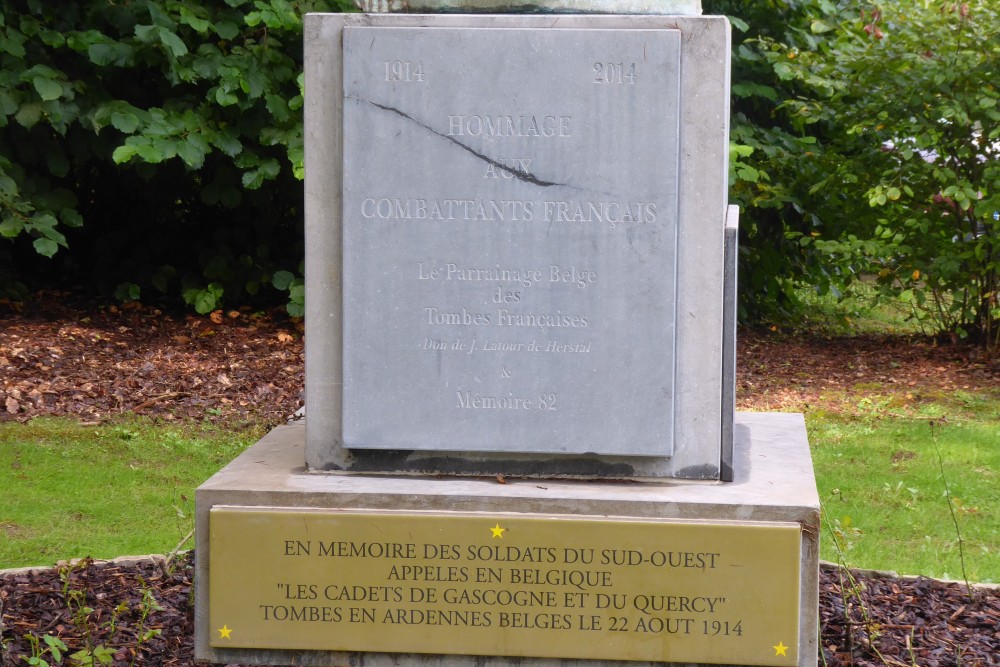 1914 2014
HOMMAGE
AUX
COMBATTANTS FRANÇAIS
Le Parrainage Belge
des
Tombes Françaises
Don de J. Latour de Herstal
&
Mémoire 82
EN MEMOIRE DES SOLDATS DU SUD-OUEST
APPELES EN BELGIQUE
"LES CADETS DE GASCOGNE ET DU QUERCY"
TOMBES EN ARDENNES BELGES LE 22 AOUT 1914